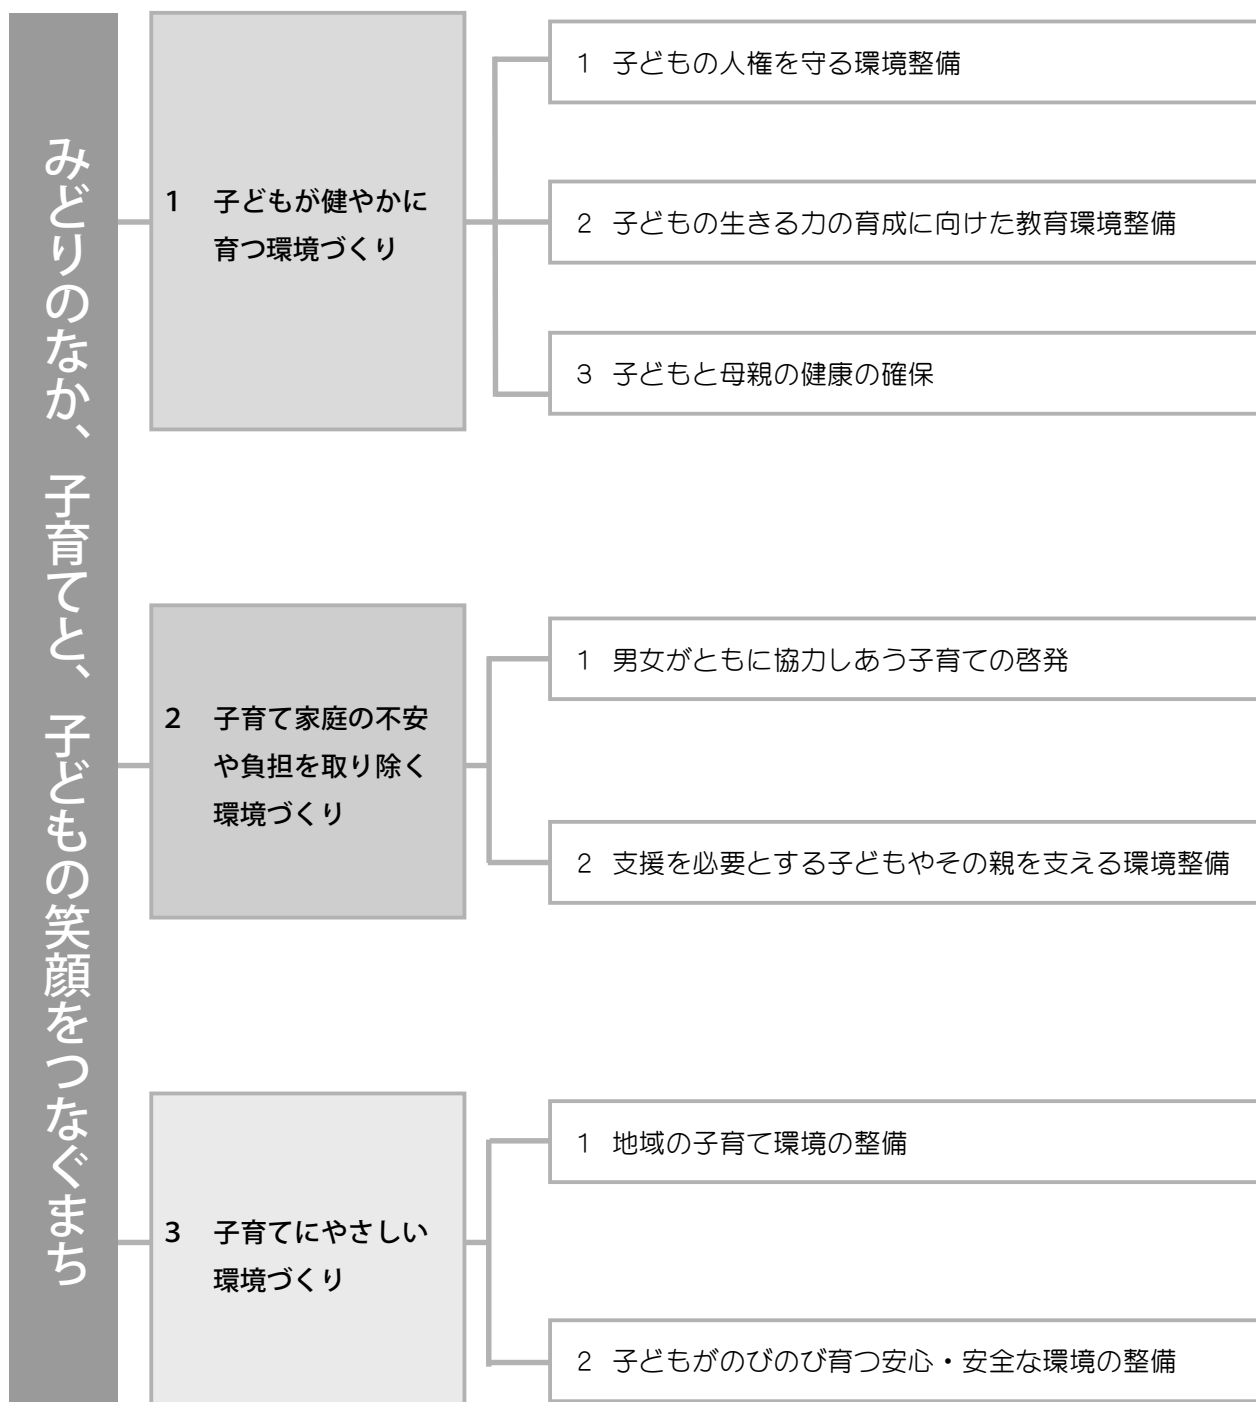 みどりのなか、子育てと、子どもの笑顔をつなぐまち
1 子どもが健やかに
育つ環境づくり
1 子どもの人権を守る環境整備
2 子どもの生きる力の育成に向けた教育環境整備
3 子どもと母親の健康の確保
2 子育て家庭の不安
や負担を取り除く
環境づくり
1 男女がともに協力しあう子育ての啓発
2 支援を必要とする子どもやその親を支える環境整備
3 子育てにやさしい
環境づくり
1 地域の子育て環境の整備
2 子どもがのびのび育つ安心・安全な環境の整備